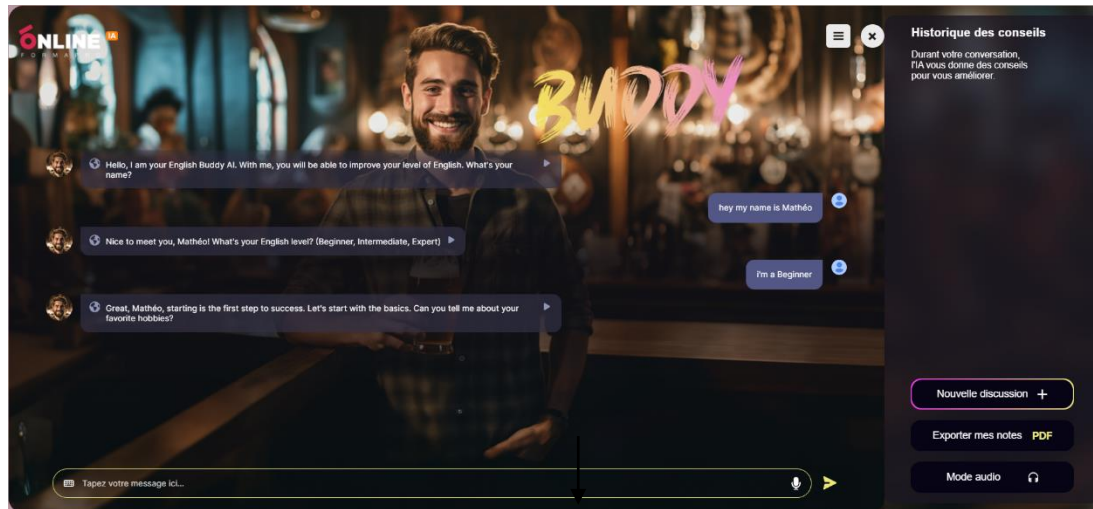 ONLINE IA
FORMA
BUDDY
Hello, I am your English Buddy AI. With me, you will be able to improve your level of English. What's your
name?
hey my name is Mathéo
Nice to meet you, Mathéo! What's your English level? (Beginner, Intermediate, Expert)
i'm a Beginner
Great, Mathéo, starting is the first step to success. Let's start with the basics. Can you tell me about your
favorite hobbies?
Tapez votre message ici...
Historique des conseils
Durant votre conversation,
l'IA vous donne des conseils
pour vous améliorer.
Nouvelle discussion +
Exporter mes notes PDF
Mode audio